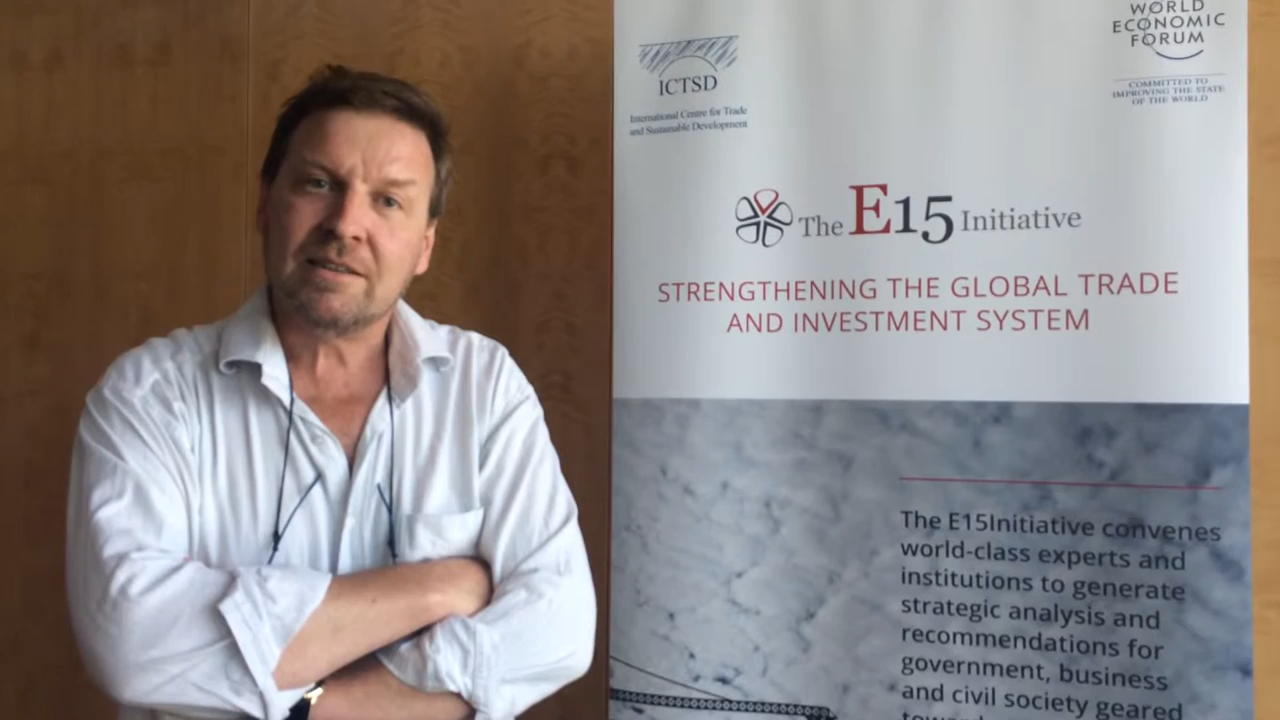 ICTSD
International Centre for Trade
and Sustainable Development
WORLD
ECONOMIC
FORUM
COMMITTED TO
IMPROVING THE STATE
OF THE WORLD
The E15 Initiative
STRENGTHENING THE GLOBAL TRADE
AND INVESTMENT SYSTEM
The E15Initiative convenes
world-class experts and
institutions to generate
strategic analysis and
recommendations for
government, business
and civil society geared